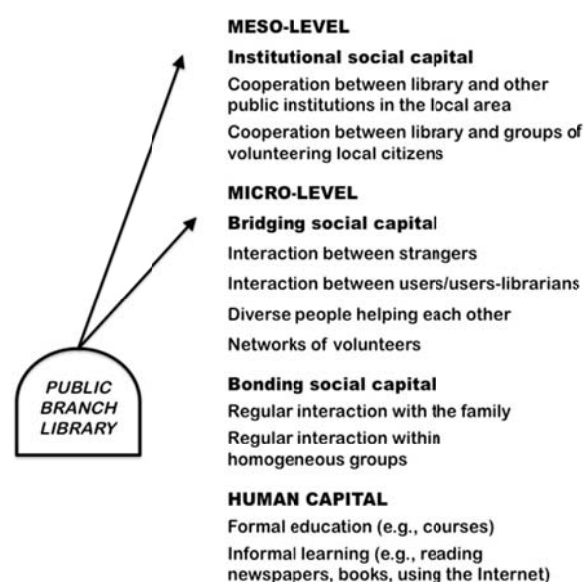 MESO-LEVEL
Institutional social capital
Cooperation between library and other
public institutions in the local area
Cooperation between library and groups of
volunteering local citizens
MICRO-LEVEL
Bridging social capital
Interaction between strangers
Interaction between users/users-librarians
Diverse people helping each other
Networks of volunteers
PUBLIC
BRANCH
LIBRARY
Bonding social capital
Regular interaction with the family
Regular interaction within
homogeneous groups
HUMAN CAPITAL
Formal education (e.g., courses)
Informal learning (e.g., reading
newspapers, books, using the Internet)